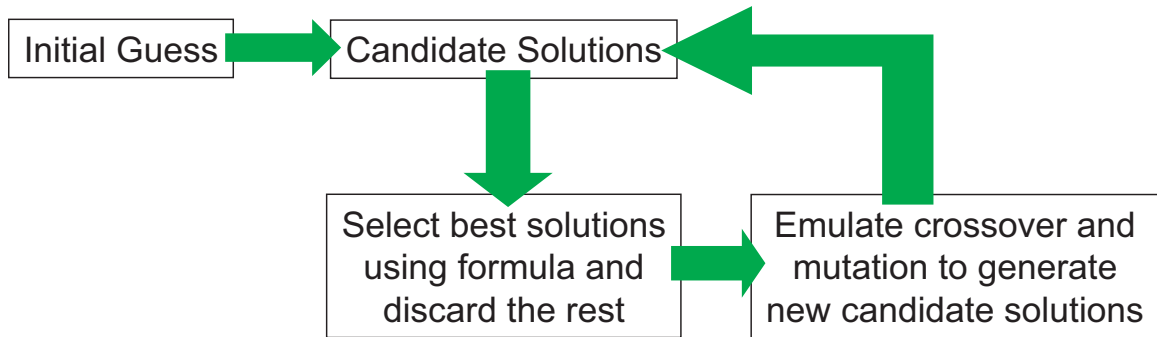 Initial Guess
Candidate Solutions
Select best solutions
using formula and
discard the rest
Emulate crossover and
mutation to generate
new candidate solutions